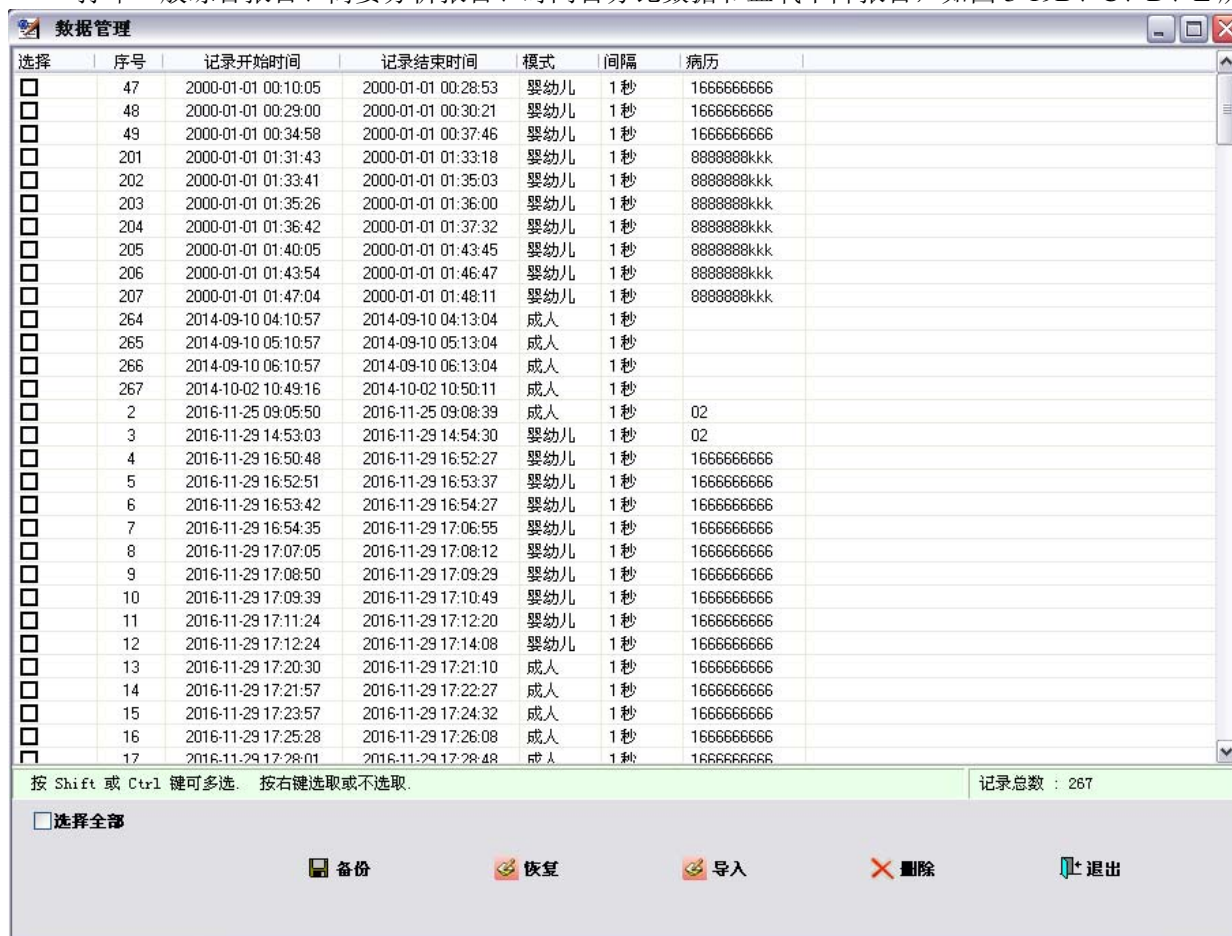 数据管理
选择 序号 记录开始时间 记录结束时间 模式 间隔 病历
47 2000-01-01 00:10:05 2000-01-01 00:28:53 婴幼儿 1秒 1666666666
48 2000-01-01 00:29:00 2000-01-01 00:30:21 婴幼儿 1秒 1666666666
49 2000-01-01 00:34:58 2000-01-01 00:37:46 婴幼儿 1秒 1666666666
201 2000-01-01 01:31:43 2000-01-01 01:33:18 婴幼儿 1秒 8888888kkk
202 2000-01-01 01:33:41 2000-01-01 01:35:03 婴幼儿 1秒 8888888kkk
203 2000-01-01 01:35:26 2000-01-01 01:36:00 婴幼儿 1秒 8888888kkk
204 2000-01-01 01:36:42 2000-01-01 01:37:32 婴幼儿 1秒 8888888kkk
205 2000-01-01 01:40:05 2000-01-01 01:43:45 婴幼儿 1秒 8888888kkk
206 2000-01-01 01:43:54 2000-01-01 01:46:47 婴幼儿 1秒 8888888kkk
207 2000-01-01 01:47:04 2000-01-01 01:48:11 婴幼儿 1秒 8888888kkk
264 2014-09-10 04:10:57 2014-09-10 04:13:04 成人 1秒
265 2014-09-10 05:10:57 2014-09-10 05:13:04 成人 1秒
266 2014-09-10 06:10:57 2014-09-10 06:13:04 成人 1秒
267 2014-10-02 10:49:16 2014-10-02 10:50:11 成人 1秒
2 2016-11-25 09:05:50 2016-11-25 09:08:39 成人 1秒 02
3 2016-11-29 14:53:03 2016-11-29 14:54:30 婴幼儿 1秒 02
4 2016-11-29 16:50:48 2016-11-29 16:52:27 婴幼儿 1秒 1666666666
5 2016-11-29 16:52:51 2016-11-29 16:53:37 婴幼儿 1秒 1666666666
6 2016-11-29 16:53:42 2016-11-29 16:54:27 婴幼儿 1秒 1666666666
7 2016-11-29 16:54:35 2016-11-29 17:06:55 婴幼儿 1秒 1666666666
8 2016-11-29 17:07:05 2016-11-29 17:08:12 婴幼儿 1秒 1666666666
9 2016-11-29 17:08:50 2016-11-29 17:09:29 婴幼儿 1秒 1666666666
10 2016-11-29 17:09:39 2016-11-29 17:10:49 婴幼儿 1秒 1666666666
11 2016-11-29 17:11:24 2016-11-29 17:12:20 婴幼儿 1秒 1666666666
12 2016-11-29 17:12:24 2016-11-29 17:14:08 婴幼儿 1秒 1666666666
13 2016-11-29 17:20:30 2016-11-29 17:21:10 成人 1秒 1666666666
14 2016-11-29 17:21:57 2016-11-29 17:22:27 成人 1秒 1666666666
15 2016-11-29 17:23:57 2016-11-29 17:24:32 成人 1秒 1666666666
16 2016-11-29 17:25:28 2016-11-29 17:26:08 成人 1秒 1666666666
17 2016-11-29 17:28:01 2016-11-29 17:28:48 成人 1秒 1666666666
按 Shift 或 Ctrl 键可多选. 按右键选取或不选取. 记录总数 : 267
选择全部
备份 恢复 导入 删除 退出